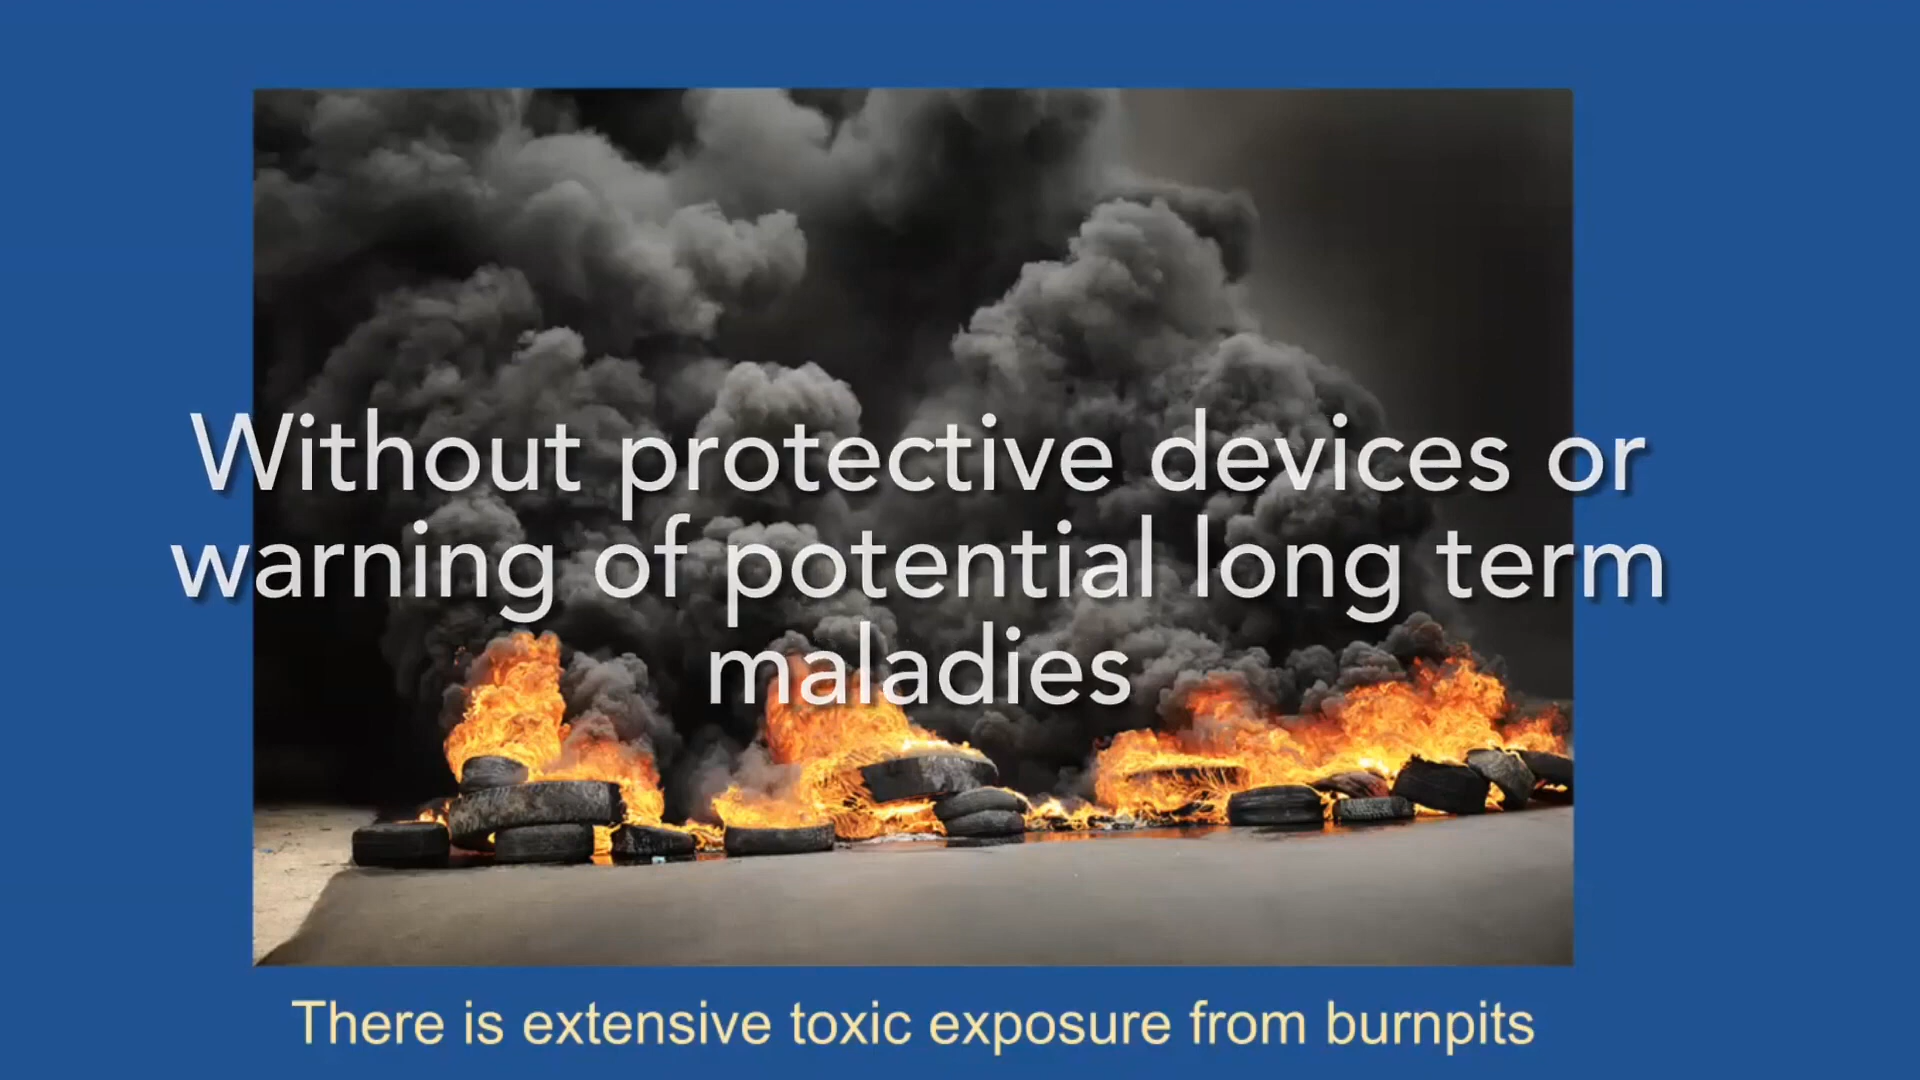 Without protective devices or
warning of potential long term
maladies
There is extensive toxic exposure from burnpits